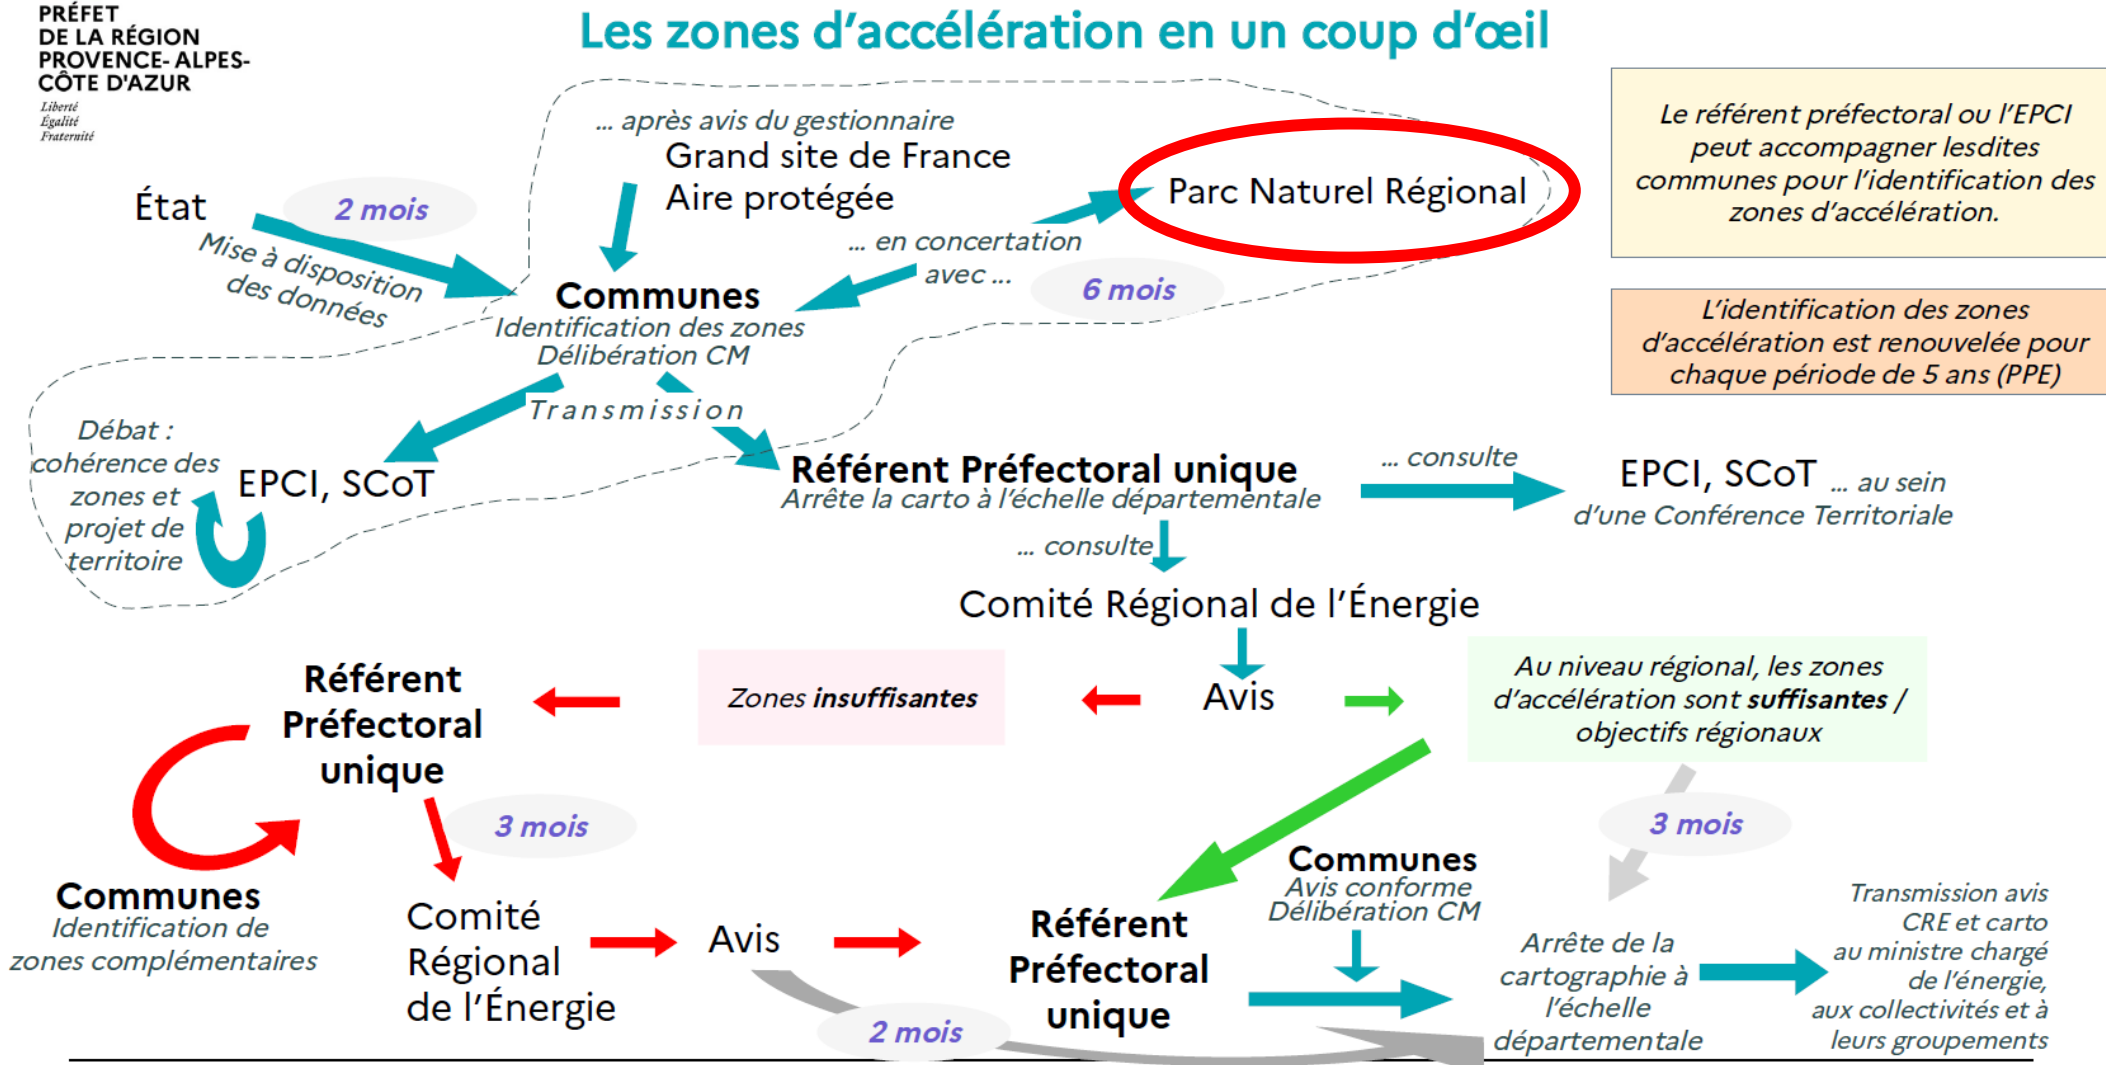 PRÉFET
DE LA RÉGION
PROVENCE- ALPES-
CÔTE D'AZUR
Liberté
Égalité
Fraternité
Les zones d’accélération en un coup d’œil
... après avis du gestionnaire
Grand site de France
Aire protégée
Parc Naturel Régional
Le référent préfectoral ou l’EPCI
peut accompagner lesdites
communes pour l’identification des
zones d’accélération.
État
2 mois
Mise à disposition
des données
... en concertation
avec ...
6 mois
Communes
Identification des zones
Délibération CM
L’identification des zones
d’accélération est renouvelée pour
chaque période de 5 ans (PPE)
Transmission
Débat :
cohérence des
zones et
projet de
territoire
EPCI, SCoT
Référent Préfectoral unique
Arrête la carto à l’échelle départementale
... consulte
EPCI, SCoT ... au sein
d’une Conférence Territoriale
... consulte
Comité Régional de l’Énergie
Avis
Zones insuffisantes
Au niveau régional, les zones
d’accélération sont suffisantes /
objectifs régionaux
Référent
Préfectoral
unique
3 mois
3 mois
Communes
Identification de
zones complémentaires
Comité
Régional
de l’Énergie
Avis
2 mois
Référent
Préfectoral
unique
Communes
Avis conforme
Délibération CM
Arrête de la
cartographie à
l’échelle
départementale
Transmission avis
CRE et carto
au ministre chargé
de l’énergie,
aux collectivités et à
leurs groupements